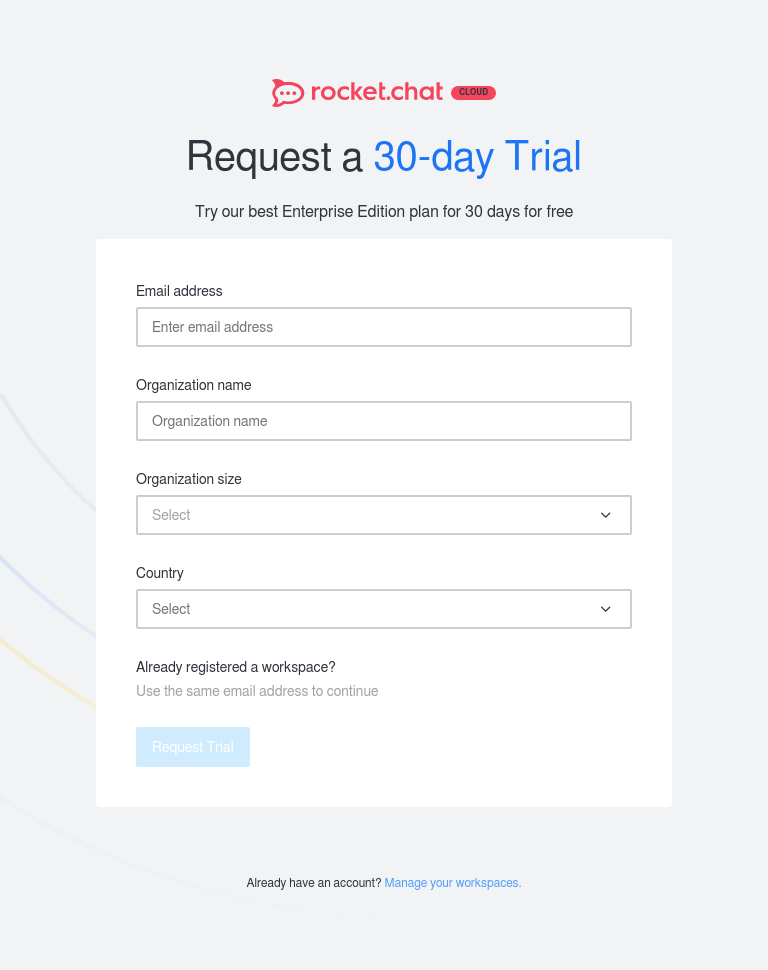 rocket.chat CLOUD
Request a 30-day Trial
Try our best Enterprise Edition plan for 30 days for free
Email address
Enter email address
Organization name
Organization name
Organization size
Select
Country
Select
Already registered a workspace?
Use the same email address to continue
Request Trial
Already have an account? Manage your workspaces.